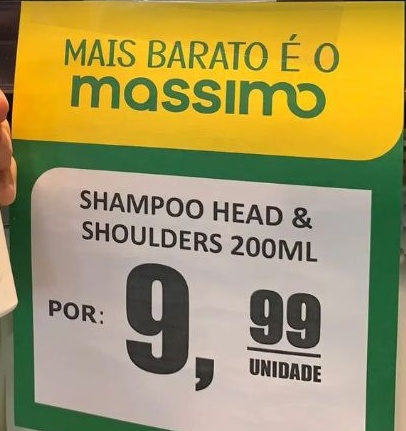 MAIS BARATO É O
massimo
SHAMPOO HEAD &
SHOULDERS 200ML
POR: 9,99
UNIDADE